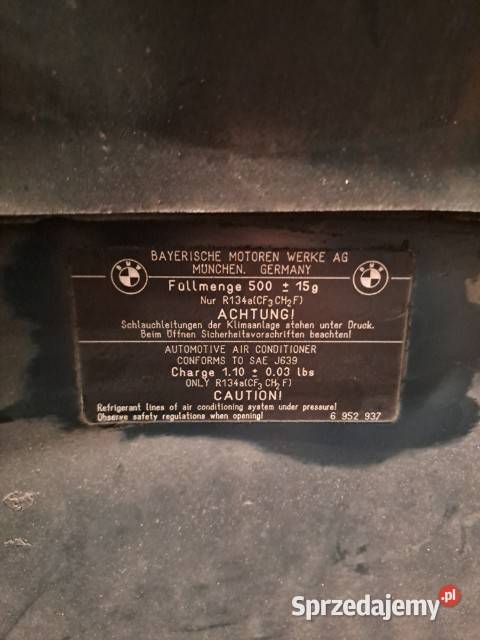 BMW
BMW
BAYERISCHE MOTOREN WERKE AG
MÜNCHEN. GERMANY
Füllmenge 500 ± 15g
Nur R134a(CF3CH2F)
ACHTUNG!
Schlauchleitungen der Klimaanlage stehen unter Druck.
Beim Öffnen Sicherheitsvorschriften beachten!
AUTOMOTIVE AIR CONDITIONER
CONFORMS TO SAE J639
Charge 1.10 ± 0.03 lbs
ONLY R134a(CF3CH2F)
CAUTION!
Refrigerant lines of air conditioning system under pressure!
Observe safety regulations when opening!
6 952 937
Sprzedajemy.pl